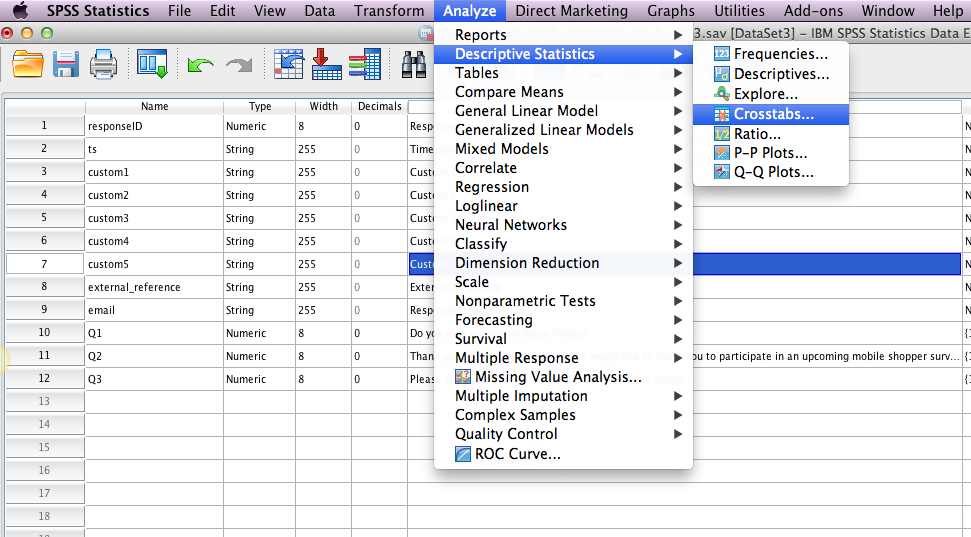 SPSS Statistics File Edit View Data Transform Analyze Direct Marketing Graphs Utilities Add-ons Window Help
3.sav [DataSet3] – IBM SPSS Statistics Data E
Reports
Descriptive Statistics
Tables
Compare Means
General Linear Model
Generalized Linear Models
Mixed Models
Correlate
Regression
Loglinear
Neural Networks
Classify
Dimension Reduction
Scale
Nonparametric Tests
Forecasting
Survival
Multiple Response
Missing Value Analysis...
Multiple Imputation
Complex Samples
Quality Control
ROC Curve...
Frequencies...
Descriptives...
Explore...
Crosstabs...
Ratio...
P-P Plots...
Q-Q Plots...
Name Type Width Decimals
1 responseID Numeric 8 0 Resp N
2 ts String 255 0 Time N
3 custom1 String 255 0 Cust N
4 custom2 String 255 0 Cust N
5 custom3 String 255 0 Cust N
6 custom4 String 255 0 Cust N
7 custom5 String 255 0 Custo N
8 external_reference String 255 0 Exter N
9 email String 255 0 Resp N
10 Q1 Numeric 8 0 Do yo {1
11 Q2 Numeric 8 0 Than ou to participate in an upcoming mobile shopper surv... {1
12 Q3 Numeric 8 0 Pleas {1
13
14
15
16
17
18